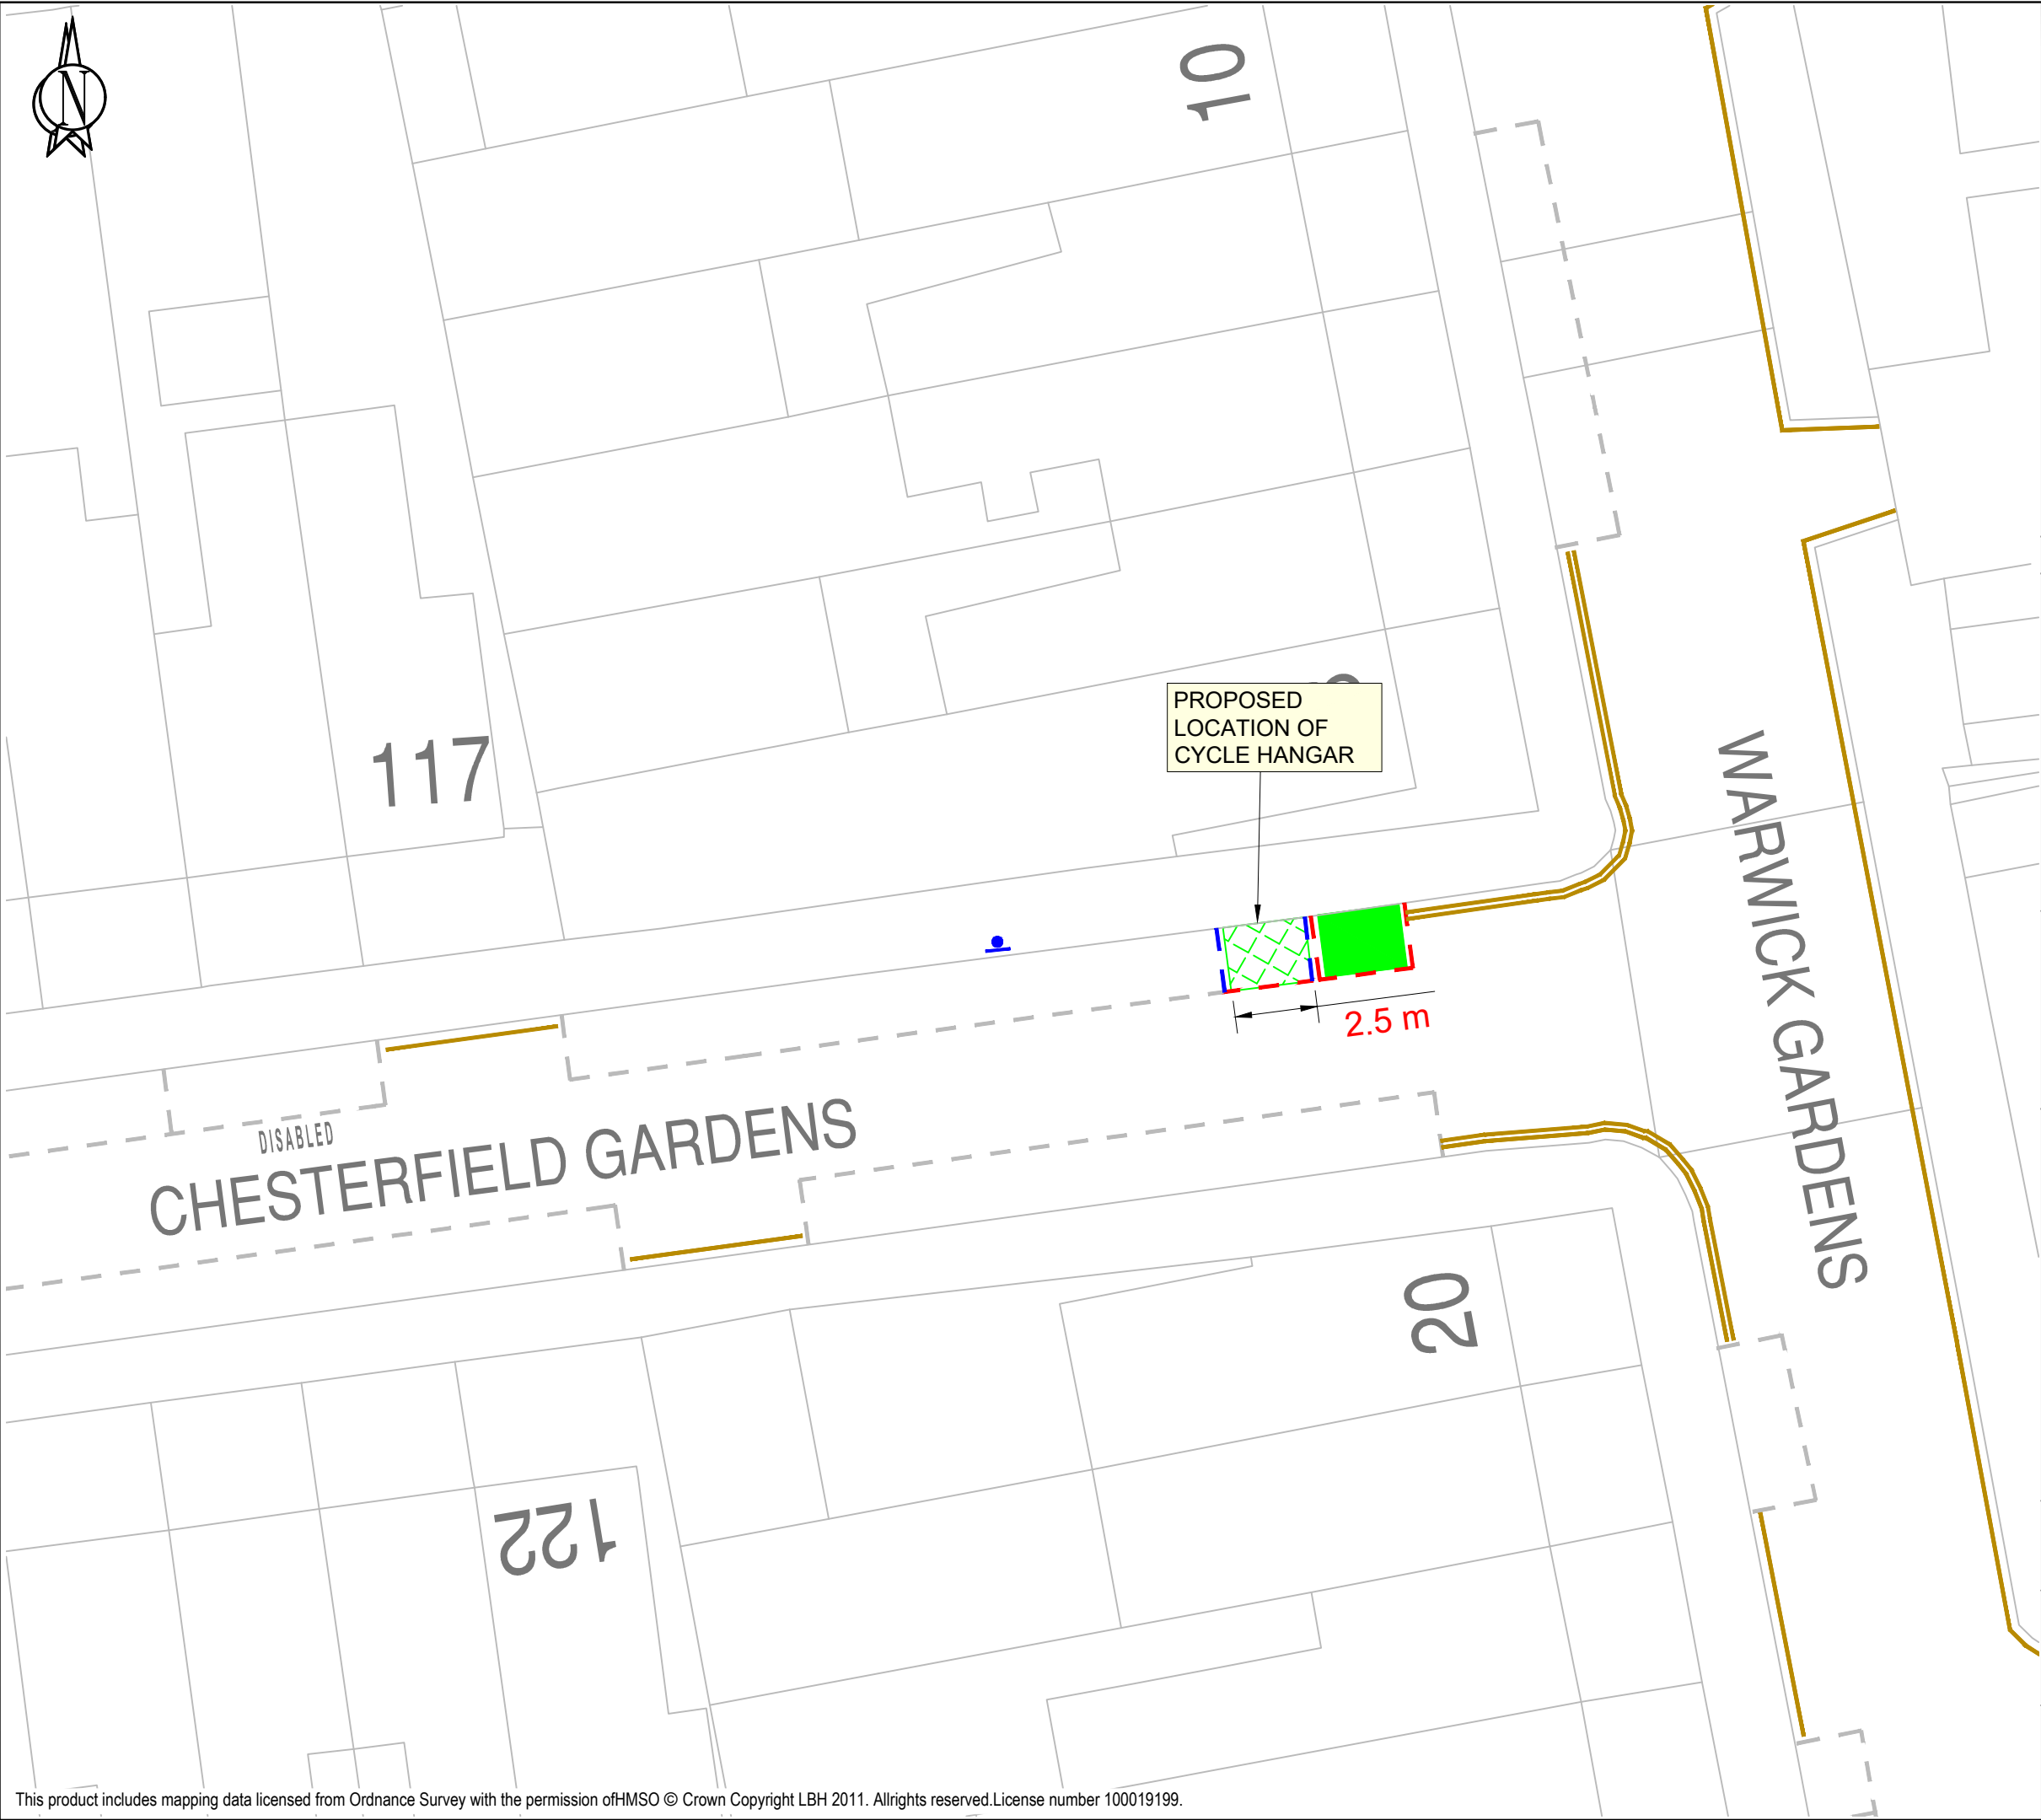 N
10
PROPOSED
LOCATION OF
CYCLE HANGAR
117
WARWICK GARDENS
2.5 m
DISABLED
CHESTERFIELD GARDENS
20
122
This product includes mapping data licensed from Ordnance Survey with the permission ofHMSO © Crown Copyright LBH 2011. Allrights reserved.License number 100019199.